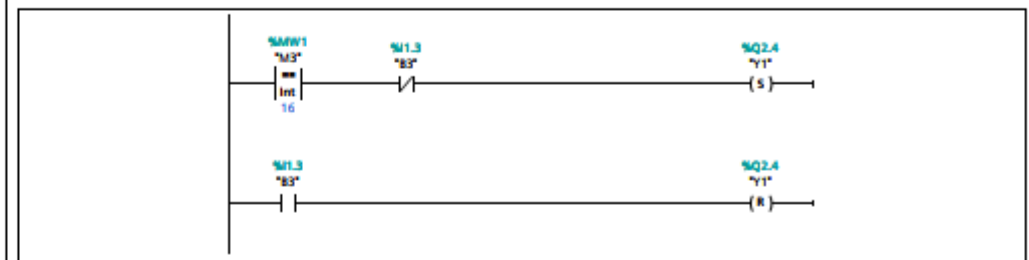 %MW1
"M3"
==
Int
16
%I1.3
"B3"
%Q2.4
"Y1"
S
%I1.3
"B3"
%Q2.4
"Y1"
R